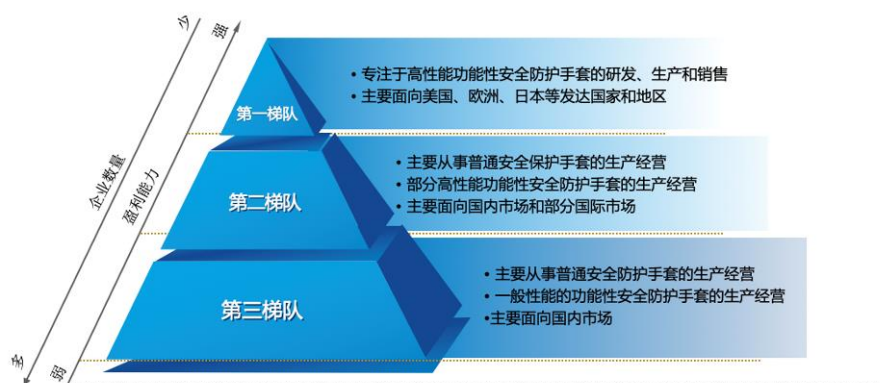 少
强
• 专注于高性能功能性安全防护手套的研发、生产和销售
• 主要面向美国、欧洲、日本等发达国家和地区
第一梯队
• 主要从事普通安全保护手套的生产经营
• 部分高性能功能性安全防护手套的生产经营
• 主要面向国内市场和部分国际市场
第二梯队
企业数量
盈利能力
• 主要从事普通安全防护手套的生产经营
• 一般性能的功能性安全防护手套的生产经营
•主要面向国内市场
第三梯队
多
弱